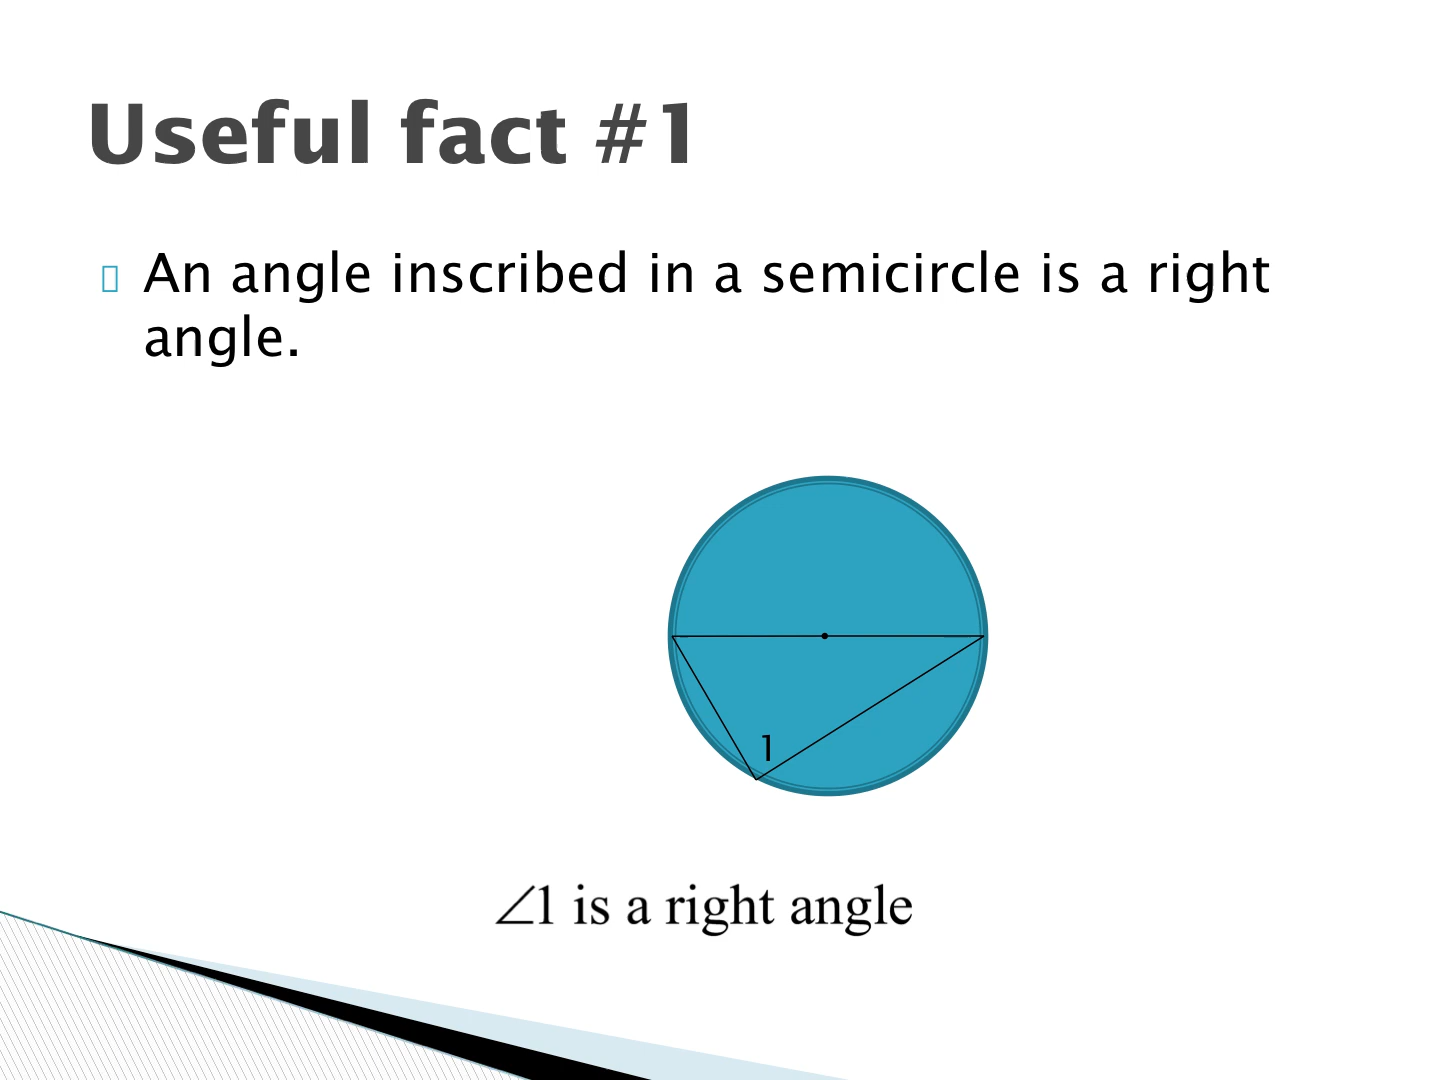 Useful fact #1
An angle inscribed in a semicircle is a right
angle.
1
∠1 is a right angle